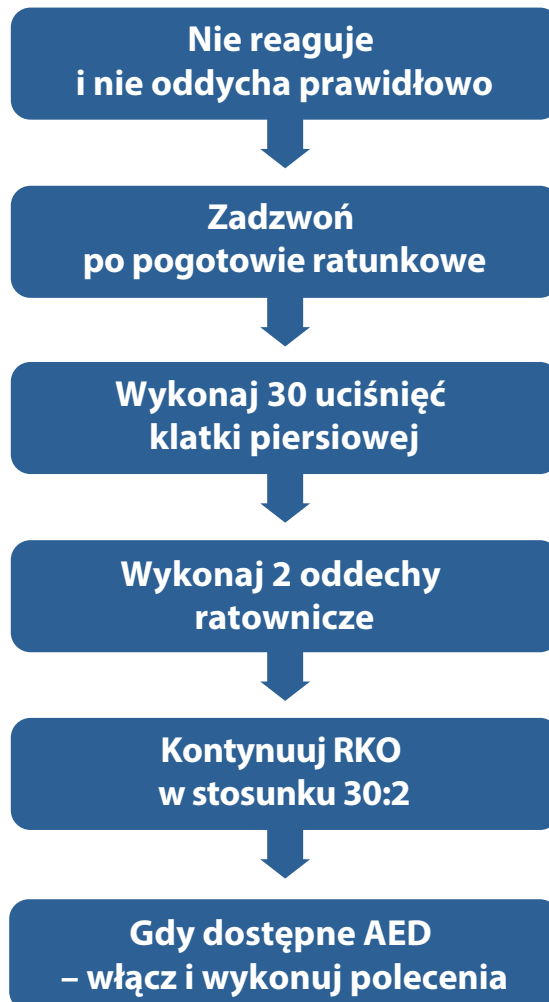 Nie reaguje
i nie oddycha prawidłowo
Zadzwoń
po pogotowie ratunkowe
Wykonaj 30 uciśnięć
klatki piersiowej
Wykonaj 2 oddechy
ratownicze
Kontynuuj RKO
w stosunku 30:2
Gdy dostępne AED
– włącz i wykonuj polecenia